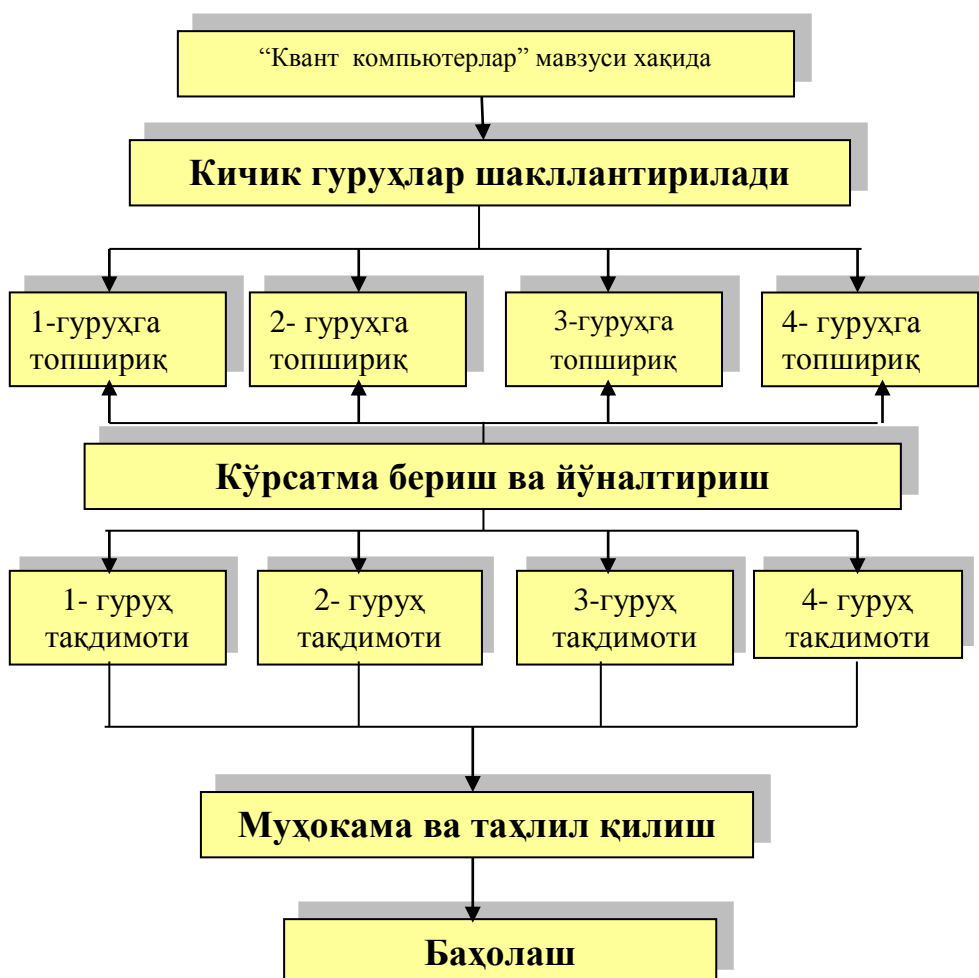 “Квант компьютерлар” мавзуси хақида
Кичик гуруҳлар шакллантирилади
1-гуруҳга
топшириқ
2- гуруҳга
топшириқ
3-гуруҳга
топшириқ
4- гуруҳга
топшириқ
Кўрсатма бериш ва йўналтириш
1- гуруҳ
тақдимоти
2- гуруҳ
тақдимоти
3-гуруҳ
тақдимоти
4- гуруҳ
тақдимоти
Муҳокама ва таҳлил қилиш
Баҳолаш